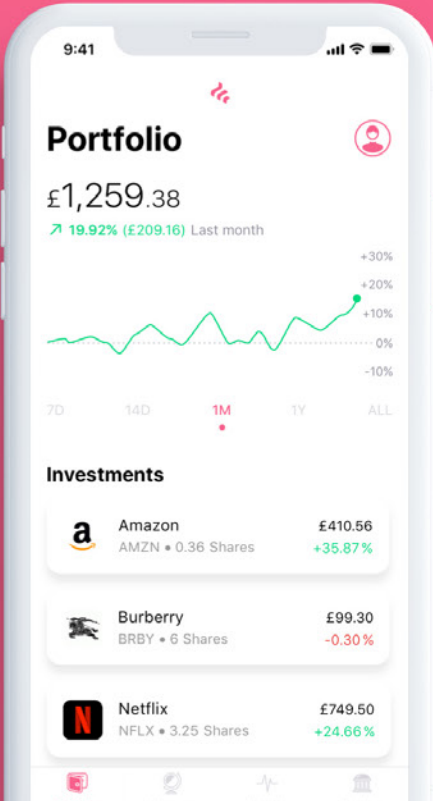 9:41
Portfolio
£1,259.38
19.92% (£209.16) Last month
+30%
+20%
+10%
0%
-10%
7D 14D 1M 1Y ALL
Investments
Amazon £410.56
AMZN • 0.36 Shares +35.87%
Burberry £99.30
BRBY • 6 Shares -0.30%
Netflix £749.50
NFLX • 3.25 Shares +24.66%